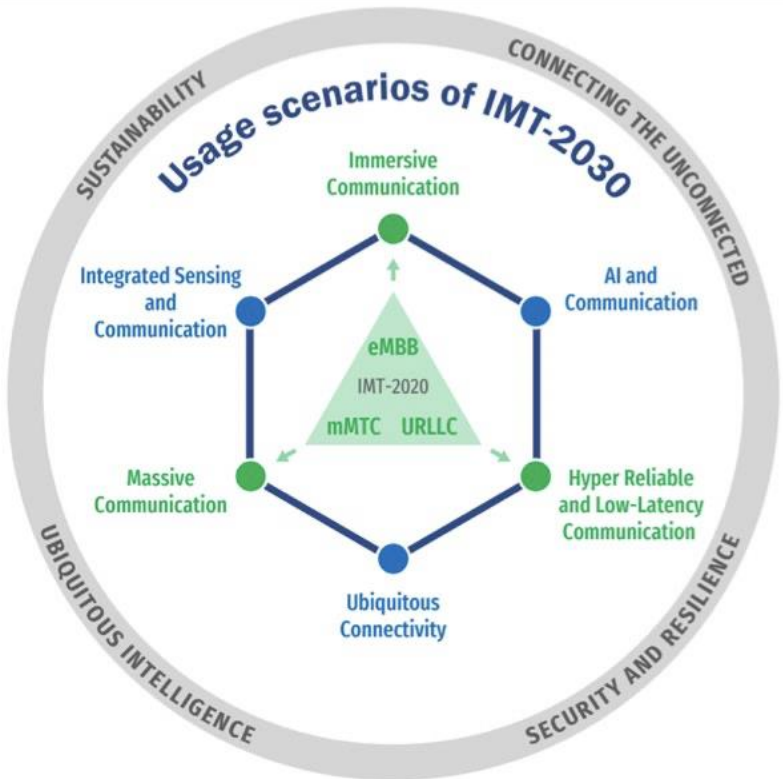 SUSTAINABILITY
CONNECTING THE UNCONNECTED
Usage scenarios of IMT-2030
Immersive
Communication
Integrated Sensing
and
Communication
AI and
Communication
eMBB
IMT-2020
mMTC URLLC
Massive
Communication
Hyper Reliable
and Low-Latency
Communication
Ubiquitous
Connectivity
UBIQUITOUS INTELLIGENCE
SECURITY AND RESILIENCE